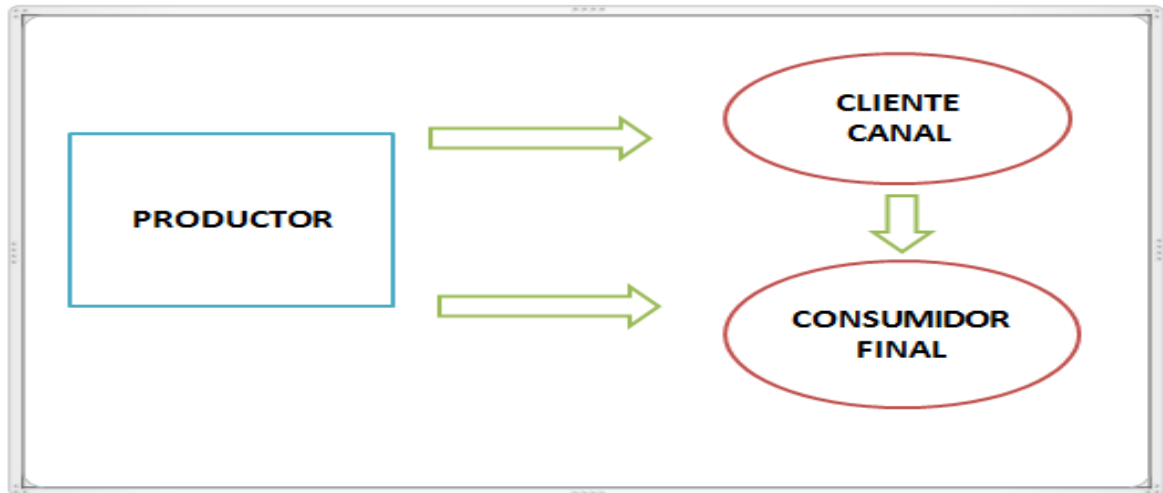 CLIENTE
CANAL
PRODUCTOR
CONSUMIDOR
FINAL